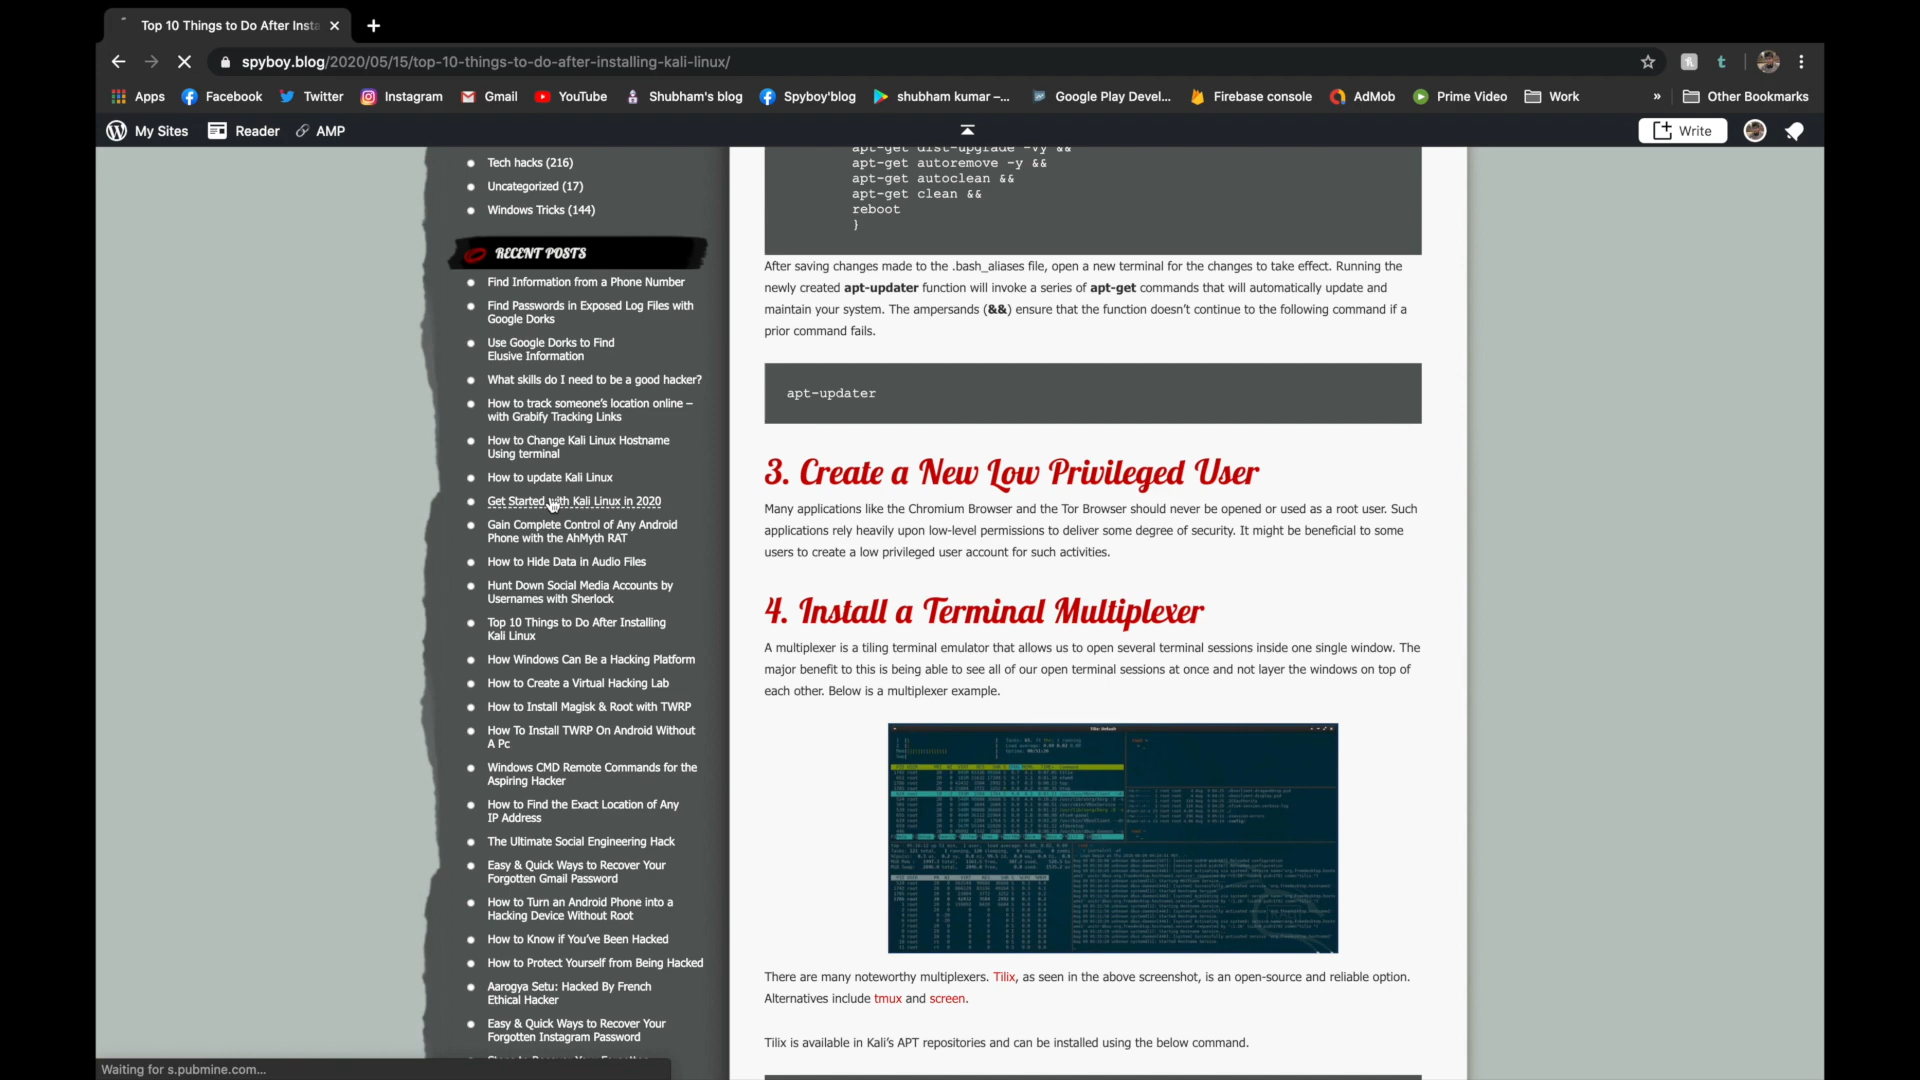 Top 10 Things to Do After Insta
spyboy.blog/2020/05/15/top-10-things-to-do-after-installing-kali-linux/
Apps Facebook Twitter Instagram Gmail YouTube Shubham's blog Spyboy'blog shubham kumar –... Google Play Devel... Firebase console AdMob Prime Video Work » Other Bookmarks
My Sites Reader AMP Write
Tech hacks (216)
Uncategorized (17)
Windows Tricks (144)
RECENT POSTS
Find Information from a Phone Number
Find Passwords in Exposed Log Files with
Google Dorks
Use Google Dorks to Find
Elusive Information
What skills do I need to be a good hacker?
How to track someone's location online –
with Grabify Tracking Links
How to Change Kali Linux Hostname
Using terminal
How to update Kali Linux
Get Started with Kali Linux in 2020
Gain Complete Control of Any Android
Phone with the AhMyth RAT
How to Hide Data in Audio Files
Hunt Down Social Media Accounts by
Usernames with Sherlock
Top 10 Things to Do After Installing
Kali Linux
How Windows Can Be a Hacking Platform
How to Create a Virtual Hacking Lab
How to Install Magisk & Root with TWRP
How To Install TWRP On Android Without
A Pc
Windows CMD Remote Commands for the
Aspiring Hacker
How to Find the Exact Location of Any
IP Address
The Ultimate Social Engineering Hack
Easy & Quick Ways to Recover Your
Forgotten Gmail Password
How to Turn an Android Phone into a
Hacking Device Without Root
How to Know if You've Been Hacked
How to Protect Yourself from Being Hacked
Aarogya Setu: Hacked By French
Ethical Hacker
Easy & Quick Ways to Recover Your
Forgotten Instagram Password
apt-get dist-upgrade -vy &&
apt-get autoremove -y &&
apt-get autoclean &&
apt-get clean &&
reboot
}
After saving changes made to the .bash_aliases file, open a new terminal for the changes to take effect. Running the
newly created apt-updater function will invoke a series of apt-get commands that will automatically update and
maintain your system. The ampersands (&&) ensure that the function doesn't continue to the following command if a
prior command fails.
apt-updater
3. Create a New Low Privileged User
Many applications like the Chromium Browser and the Tor Browser should never be opened or used as a root user. Such
applications rely heavily upon low-level permissions to deliver some degree of security. It might be beneficial to some
users to create a low privileged user account for such activities.
4. Install a Terminal Multiplexer
A multiplexer is a tiling terminal emulator that allows us to open several terminal sessions inside one single window. The
major benefit to this is being able to see all of our open terminal sessions at once and not layer the windows on top of
each other. Below is a multiplexer example.
There are many noteworthy multiplexers. Tilix, as seen in the above screenshot, is an open-source and reliable option.
Alternatives include tmux and screen.
Tilix is available in Kali's APT repositories and can be installed using the below command.
Waiting for s.pubmine.com...